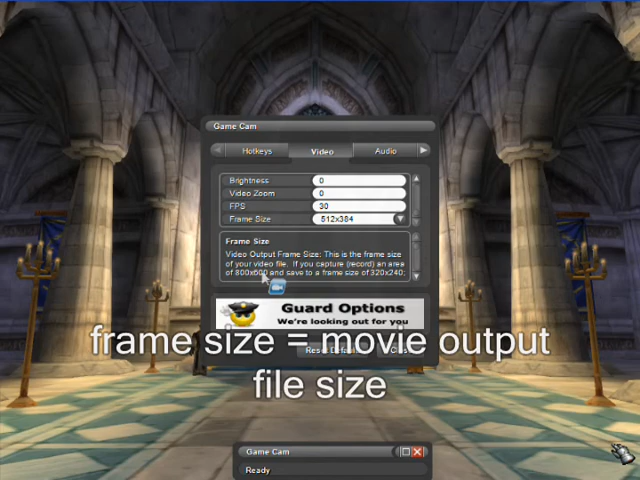 Game Cam
Hotkeys Video Audio
Brightness 0
Video Zoom 0
FPS 30
Frame Size 512x384
Frame Size
Video Output Frame Size: This is the frame size
of your video file. If you capture (record) an area
of 800x600 and save to a frame size of 320x240;
Guard Options
We're looking out for you
frame size = movie output
file size
Game Cam
Ready